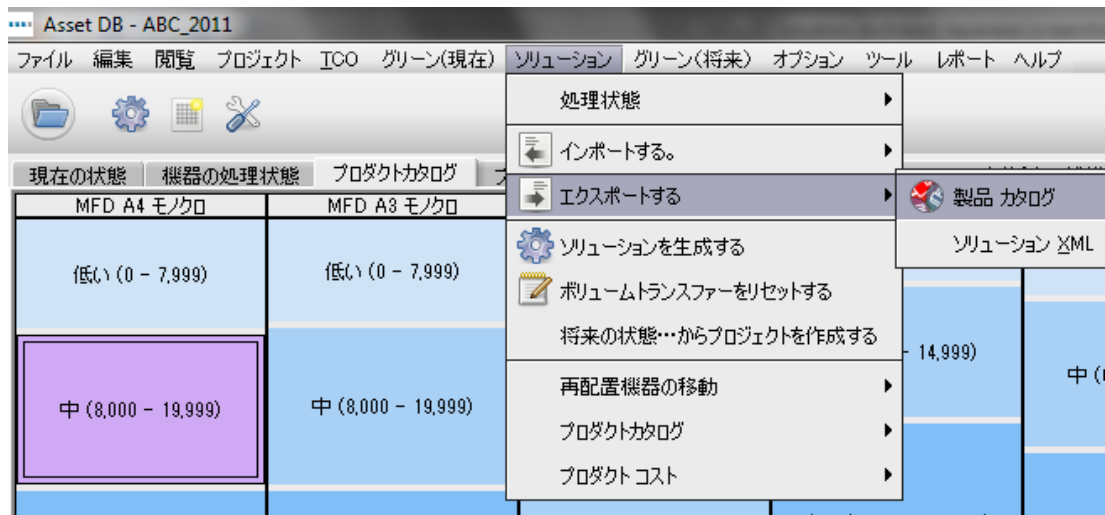 Asset DB - ABC_2011
ファイル 編集 閲覧 プロジェクト TCO グリーン(現在) ソリューション グリーン(将来) オプション ツール レポート ヘルプ
処理状態
インポートする。
現在の状態 機器の処理状態 プロダクトカタログ
エクスポートする 製品 カタログ
MFD A4 モノクロ MFD A3 モノクロ
ソリューションを生成する ソリューション XML
低い (0 - 7,999) 低い (0 - 7,999)
ボリュームトランスファーをリセットする
将来の状態…からプロジェクトを作成する
14,999)
再配置機器の移動
中 (8,000 - 19,999) 中 (8,000 - 19,999) 中
プロダクトカタログ
プロダクト コスト